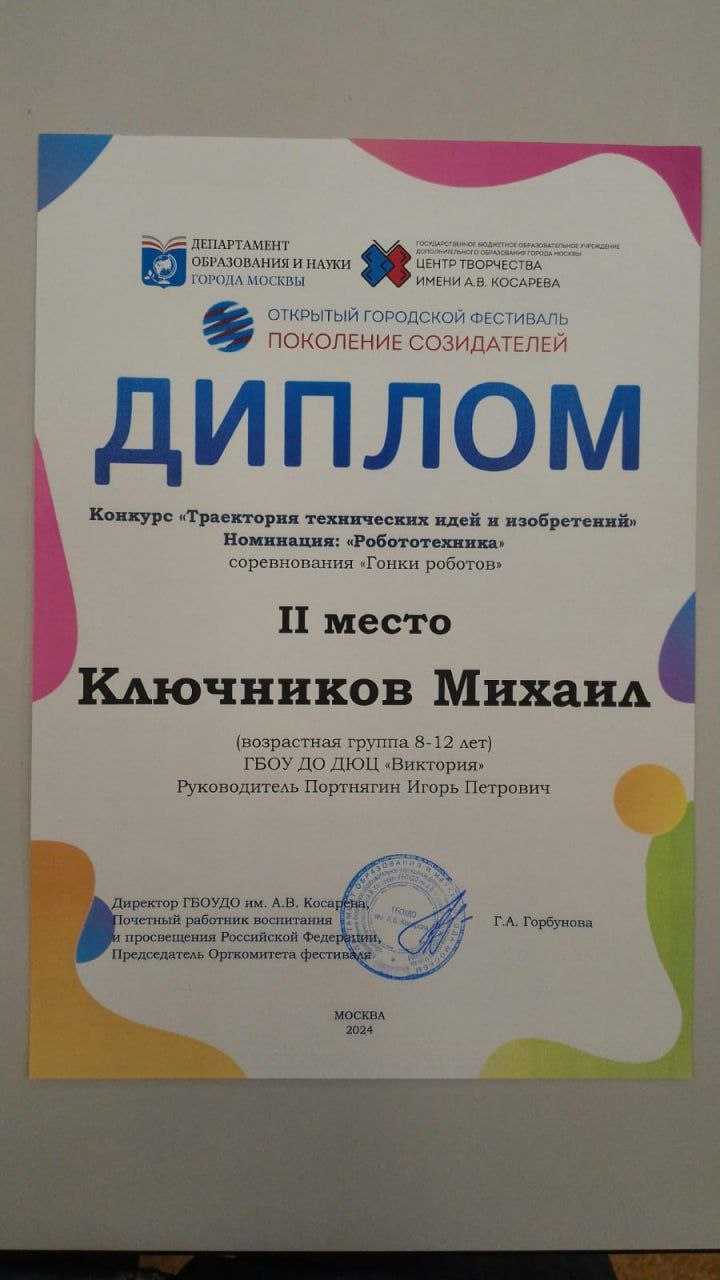 ДЕПАРТАМЕНТ
ОБРАЗОВАНИЯ И НАУКИ
ГОРОДА МОСКВЫ
ГОСУДАРСТВЕННОЕ БЮДЖЕТНОЕ ОБРАЗОВАТЕЛЬНОЕ УЧРЕЖДЕНИЕ
ДОПОЛНИТЕЛЬНОГО ОБРАЗОВАНИЯ ГОРОДА МОСКВЫ
ЦЕНТР ТВОРЧЕСТВА
ИМЕНИ А.В. КОСАРЕВА
ОТКРЫТЫЙ ГОРОДСКОЙ ФЕСТИВАЛЬ
ПОКОЛЕНИЕ СОЗИДАТЕЛЕЙ
ДИПЛОМ
Конкурс «Траектория технических идей и изобретений»
Номинация: «Робототехника»
соревнования «Гонки роботов»
II место
Ключников Михаил
(возрастная группа 8-12 лет)
ГБОУ ДО ДЮЦ «Виктория»
Руководитель Портнягин Игорь Петрович
Директор ГБОУДО им. А.В. Косарева,
Почетный работник воспитания
и просвещения Российской Федерации,
Председатель Оргкомитета фестиваля
ГБОУДО
им. А.В. Косарева
Г.А. Горбунова
МОСКВА
2024